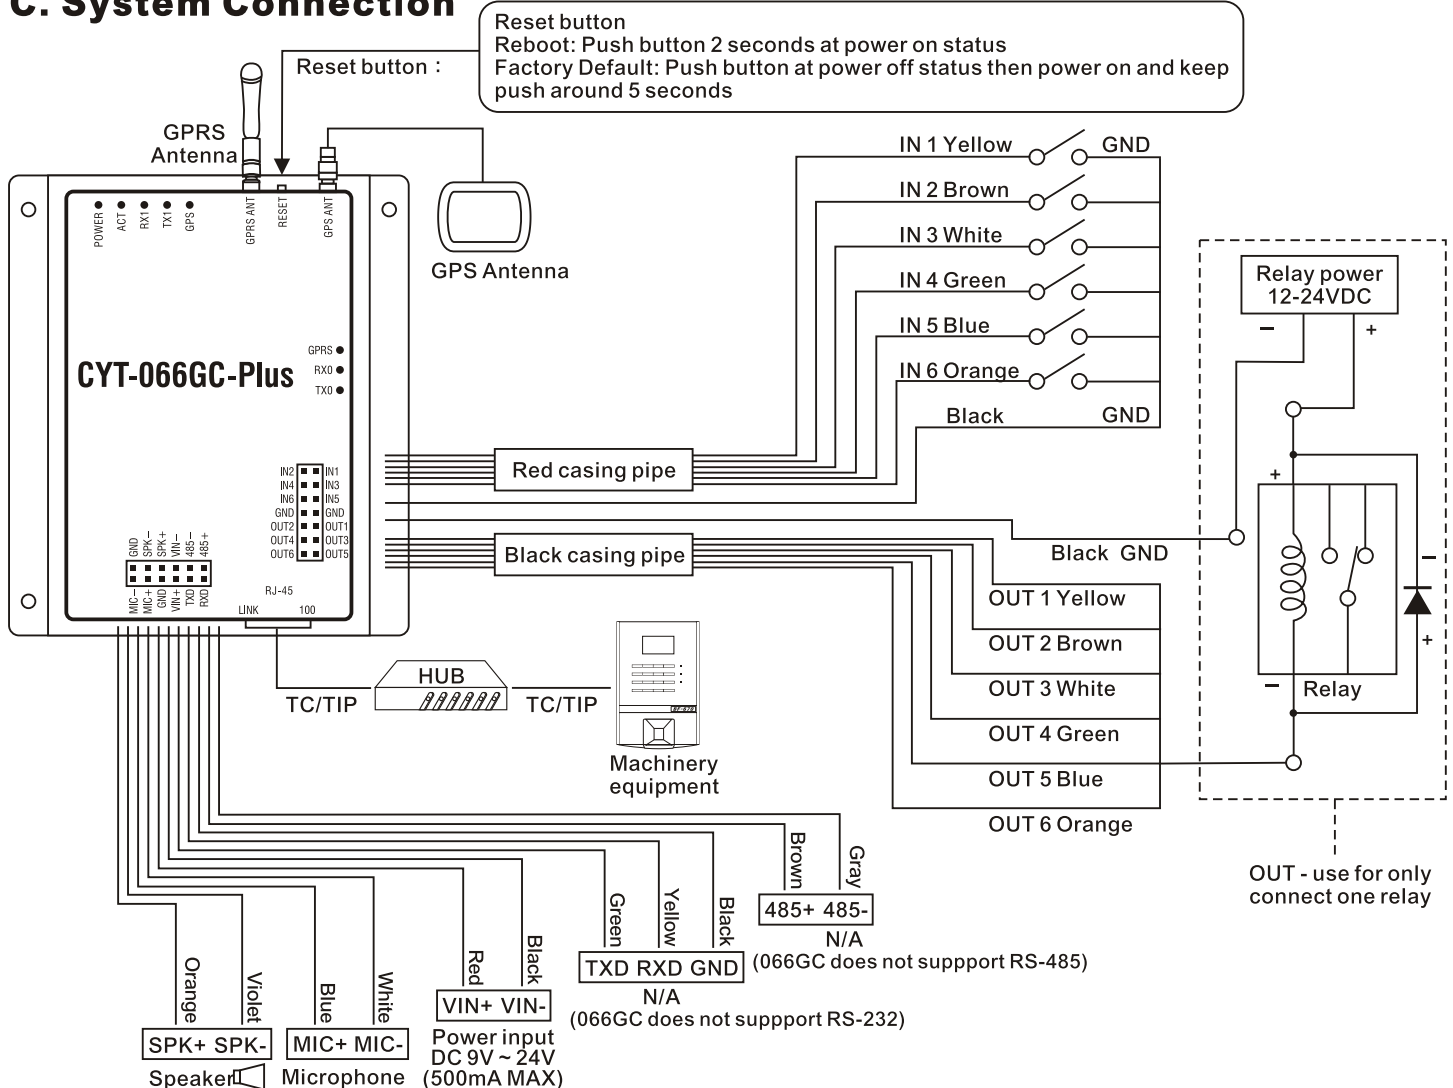 C. System Connection
Reset button
Reboot: Push button 2 seconds at power on status
Factory Default: Push button at power off status then power on and keep
push around 5 seconds
Reset button :
GPRS
Antenna
GPS Antenna
POWER
ACT
RX1
TX1
GPS
GPRS ANT
RESET
GPS ANT
GPRS
RX0
TX0
CYT-066GC-Plus
IN2 IN1
IN4 IN3
IN6 IN5
GND GND
OUT2 OUT1
OUT4 OUT3
OUT6 OUT5
GND
SPK-
SPK+
VIN-
485-
485+
MIC-
MIC+
GND
VIN+
TXD
RXD
RJ-45
LINK 100
IN 1 Yellow GND
IN 2 Brown
IN 3 White
IN 4 Green
IN 5 Blue
IN 6 Orange
Black GND
Red casing pipe
Black casing pipe
Black GND
OUT 1 Yellow
OUT 2 Brown
OUT 3 White
OUT 4 Green
OUT 5 Blue
OUT 6 Orange
Relay power
12-24VDC
- +
+
-
+
- Relay
OUT - use for only
connect one relay
HUB
TC/TIP
TC/TIP
Machinery
equipment
Brown
Gray
485+ 485-
N/A
(066GC does not suppport RS-485)
Green
Yellow
Black
TXD RXD GND
N/A
(066GC does not suppport RS-232)
Red
Black
VIN+ VIN-
Power input
DC 9V ~ 24V
(500mA MAX)
Blue
White
MIC+ MIC-
Microphone
Orange
Violet
SPK+ SPK-
Speaker